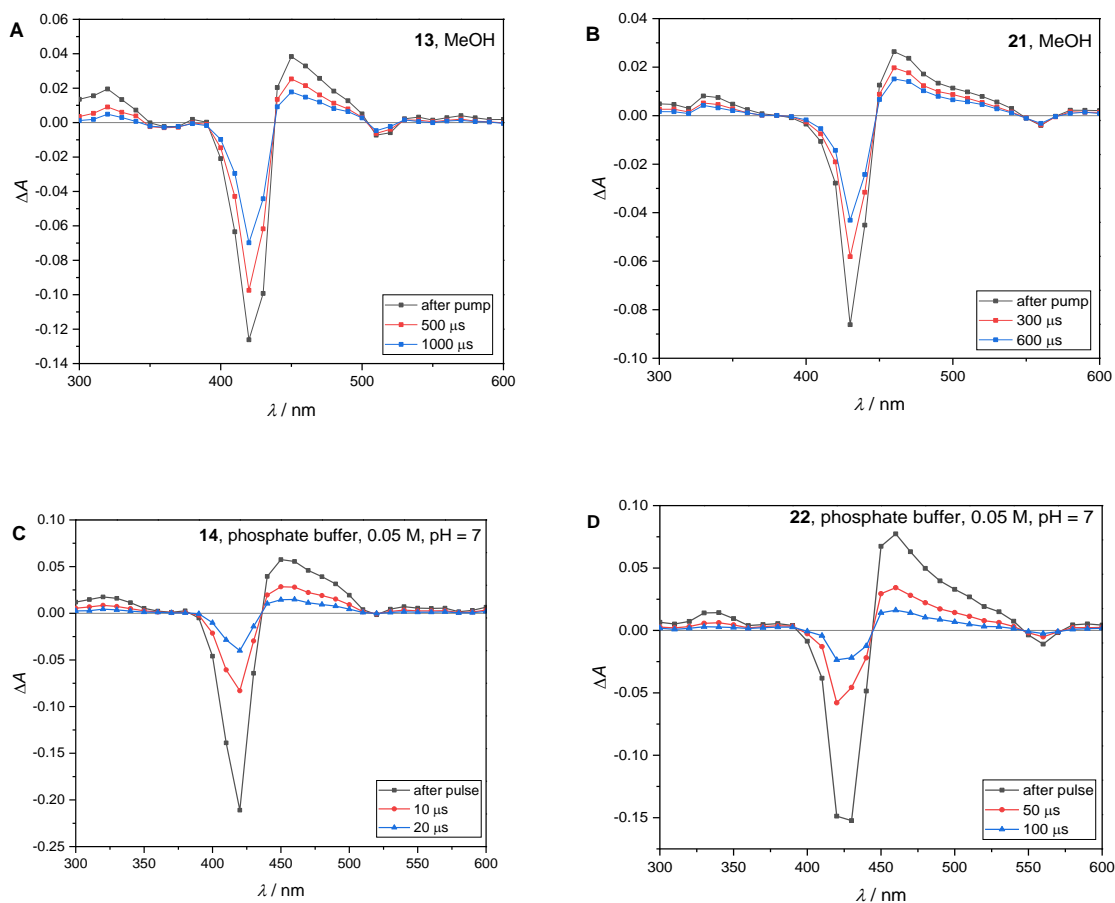 A
13, MeOH
ΔA
0.06
0.04
0.02
0.00
-0.02
-0.04
-0.06
-0.08
-0.10
-0.12
-0.14
after pump
500 μs
1000 μs
300
400
500
600
λ / nm
B
21, MeOH
ΔA
0.04
0.02
0.00
-0.02
-0.04
-0.06
-0.08
-0.10
after pump
300 μs
600 μs
300
400
500
600
λ / nm
C
14, phosphate buffer, 0.05 M, pH = 7
ΔA
0.10
0.05
0.00
-0.05
-0.10
-0.15
-0.20
-0.25
after pulse
10 μs
20 μs
300
350
400
450
500
550
600
λ / nm
D
22, phosphate buffer, 0.05 M, pH = 7
ΔA
0.10
0.05
0.00
-0.05
-0.10
-0.15
after pulse
50 μs
100 μs
300
350
400
450
500
550
600
λ / nm